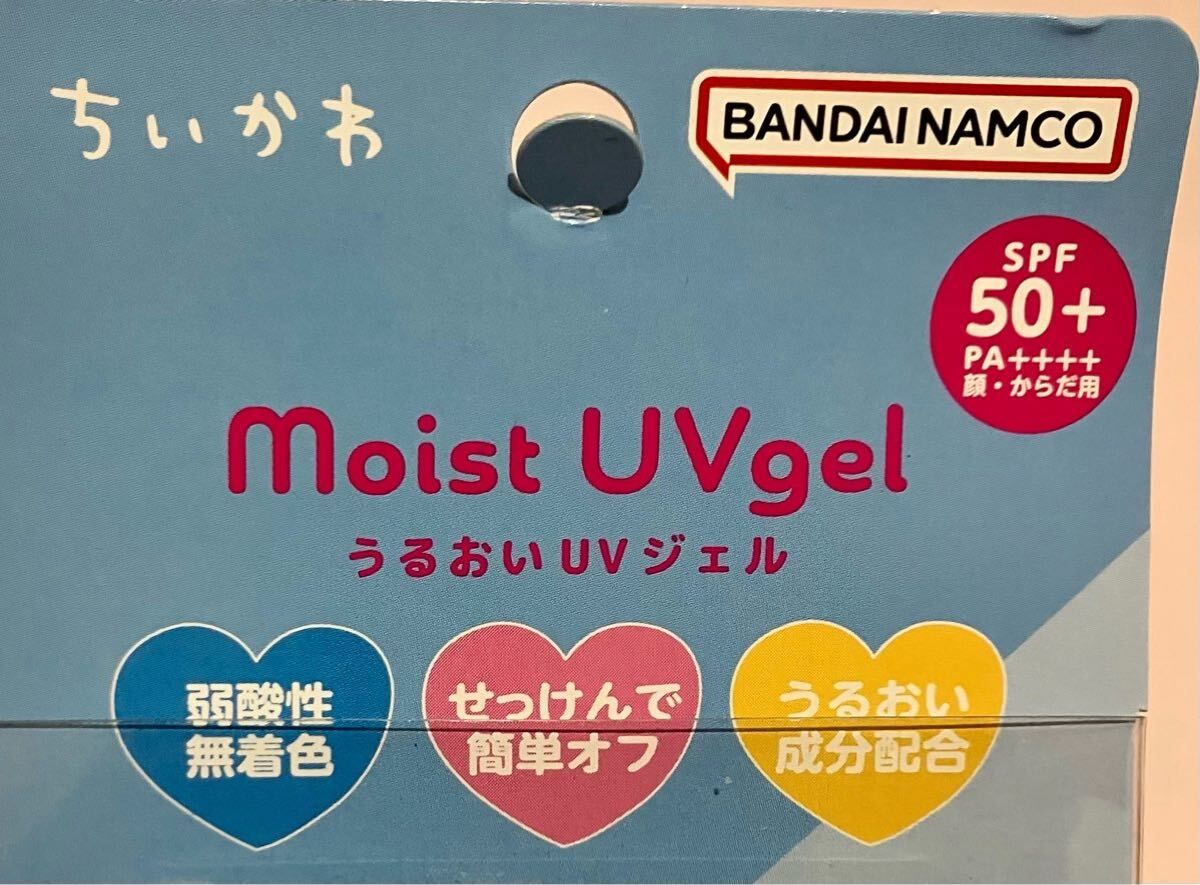 ちいかわ
BANDAI NAMCO
SPF
50+
PA++++
顔・からだ用
Moist UVgel
うるおいUVジェル
弱酸性
無着色
せっけんで
簡単オフ
うるおい
成分配合